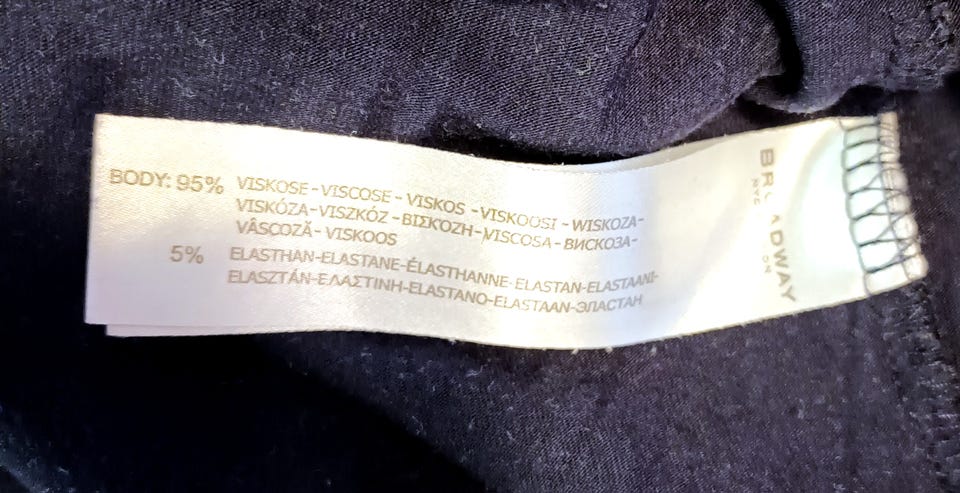 BODY: 95% VISKOSE-VISCOSE-VISKOS-VISKOOSI-WISKOZA-
VISKÓZA-VISZKÓZ-ΒΙΣΚΟΖΗ-VISCOSA-ВИСКОЗА-
VÂSCOZĂ-VISKOOS
5% ELASTHAN-ELASTANE-ÉLASTHANNE-ELASTAN-ELASTAANI-
ELASZTÁN-ΕΛΑΣΤΙΝΗ-ELASTANO-ELASTAAN-ЭЛАСТАН